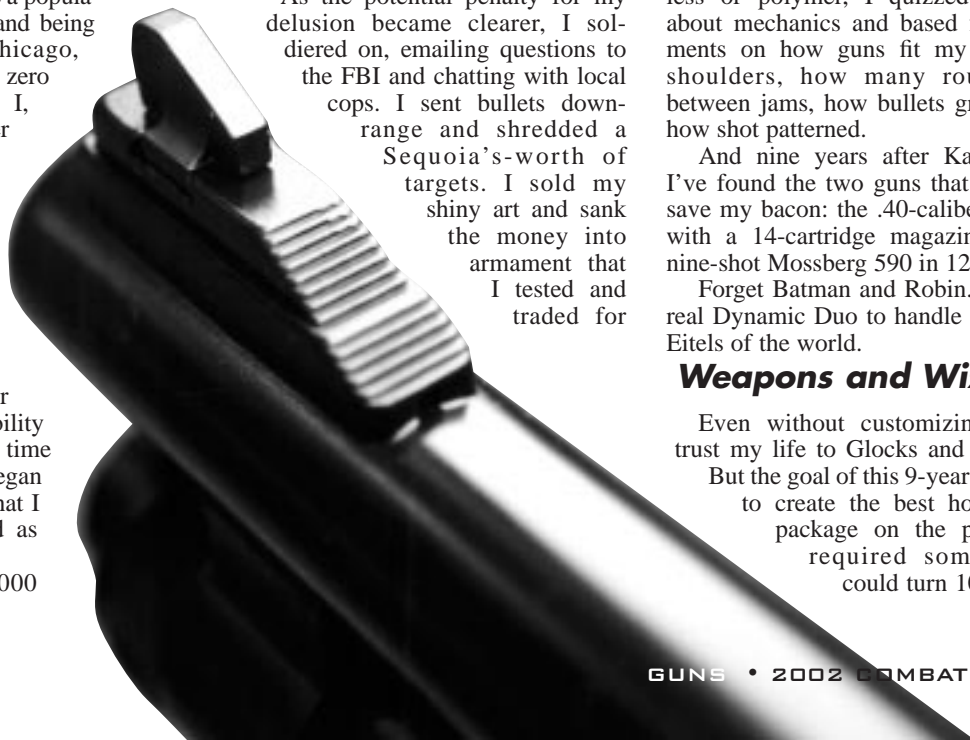 a popula
and being
hicago,
zero
I,
r
r
bility
time
egan
hat I
d as
000
As the potential penalty for my
delusion became clearer, I sol-
diered on, emailing questions to
the FBI and chatting with local
cops. I sent bullets down-
range and shredded a
Sequoia's-worth of
targets. I sold my
shiny art and sank
the money into
armament that
I tested and
traded for
less or polymer, I quizzed
about mechanics and based
ments on how guns fit my
shoulders, how many rou
between jams, how bullets gr
how shot patterned.
And nine years after Ka
I've found the two guns that
save my bacon: the .40-calibe
with a 14-cartridge magazin
nine-shot Mossberg 590 in 12
Forget Batman and Robin.
real Dynamic Duo to handle
Eitels of the world.
Weapons and Wi
Even without customizin
trust my life to Glocks and
But the goal of this 9-year
to create the best ho
package on the p
required som
could turn 10
GUNS • 2002 COMBAT